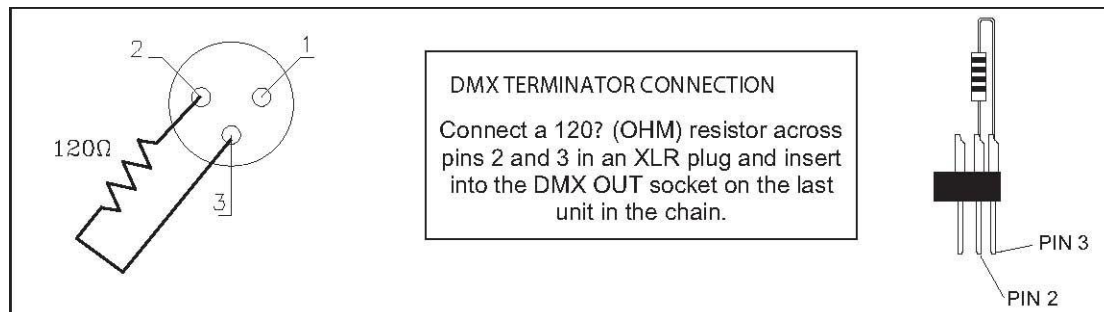 2
1
120Ω
3
DMX TERMINATOR CONNECTION
Connect a 120? (OHM) resistor across
pins 2 and 3 in an XLR plug and insert
into the DMX OUT socket on the last
unit in the chain.
PIN 3
PIN 2